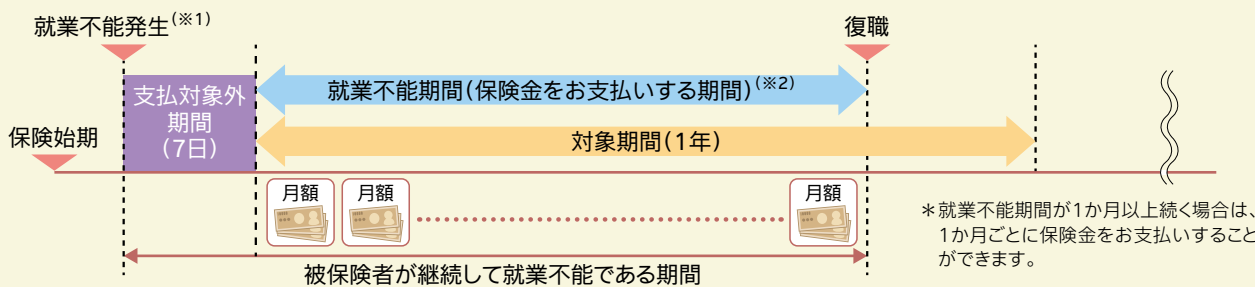 就業不能発生(※1)
復職
支払対象外
期間
(7日)
就業不能期間(保険金をお支払いする期間)(※2)
保険始期
対象期間(1年)
月額
月額
月額
＊就業不能期間が1か月以上続く場合は、
1か月ごとに保険金をお支払いすること
ができます。
被保険者が継続して就業不能である期間